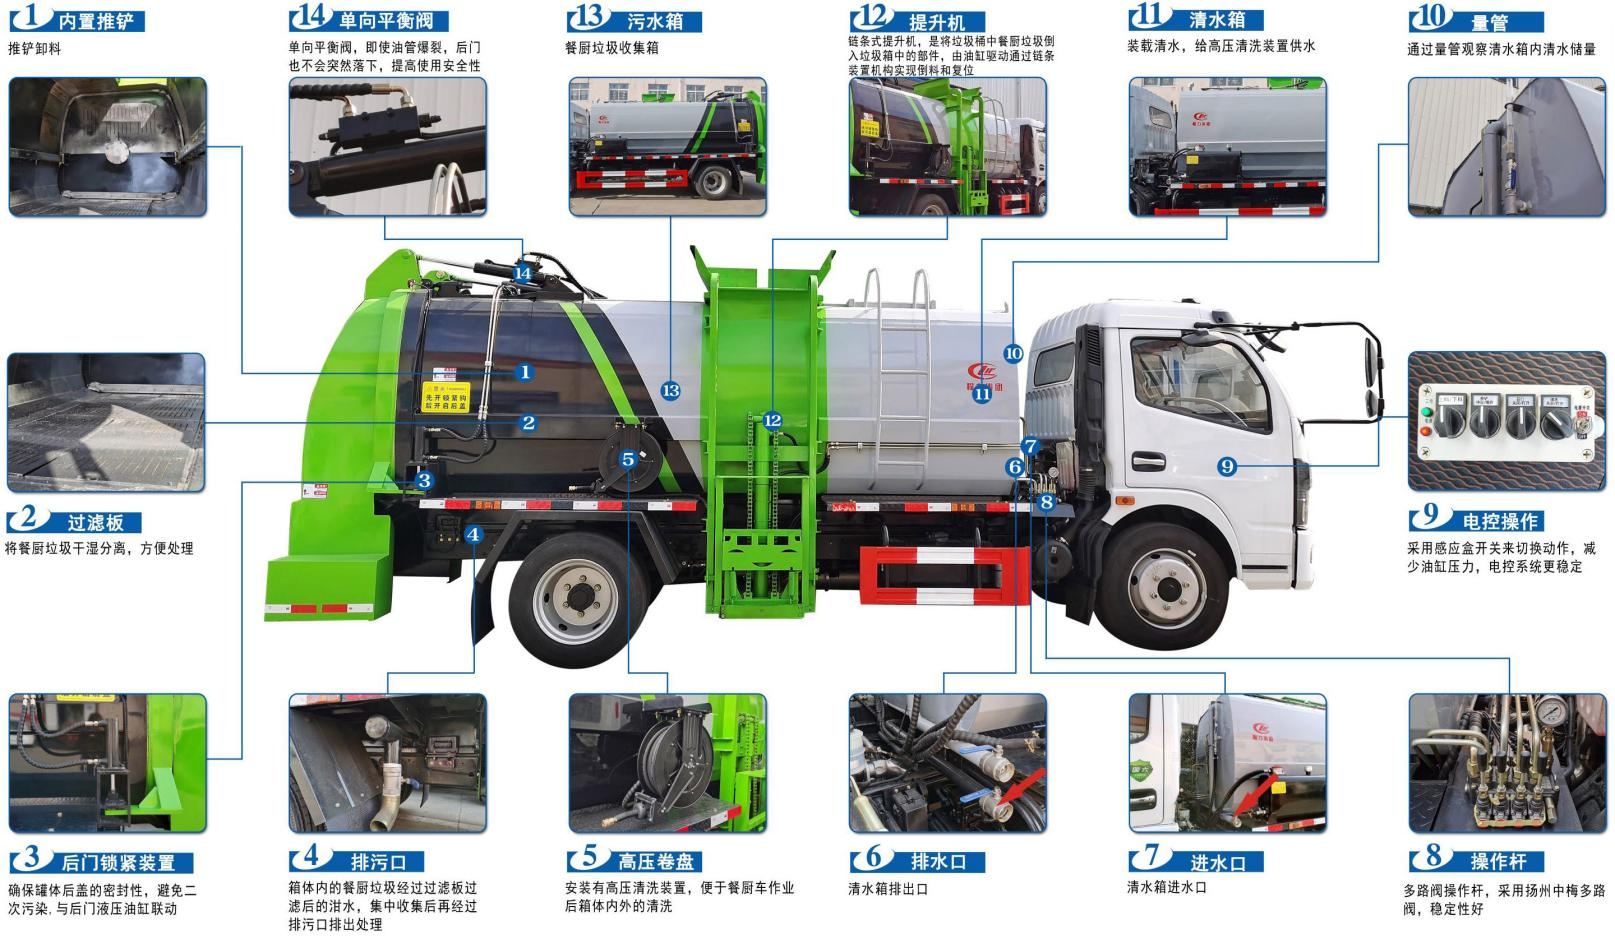 1 内置推铲
推铲卸料
14 单向平衡阀
单向平衡阀，即使油管爆裂，后门
也不会突然落下，提高使用安全性
13 污水箱
餐厨垃圾收集箱
12 提升机
链条式提升机，是将垃圾桶中餐厨垃圾倒
入垃圾箱中的部件，由油缸驱动通过链条
装置机构实现倒料和复位
11 清水箱
装载清水，给高压清洗装置供水
10 量管
通过量管观察清水箱内清水储量
14
1
2
3
4
5
13
12
10
11
7
6
8
9
先开锁紧钩
后开启后盖
2 过滤板
将餐厨垃圾干湿分离，方便处理
9 电控操作
采用感应盒开关来切换动作，减
少油缸压力，电控系统更稳定
3 后门锁紧装置
确保罐体后盖的密封性，避免二
次污染,与后门液压油缸联动
4 排污口
箱体内的餐厨垃圾经过过滤板过
滤后的泔水，集中收集后再经过
排污口排出处理
5 高压卷盘
安装有高压清洗装置，便于餐厨车作业
后箱体内外的清洗
6 排水口
清水箱排出口
7 进水口
清水箱进水口
8 操作杆
多路阀操作杆，采用扬州中梅多路
阀，稳定性好